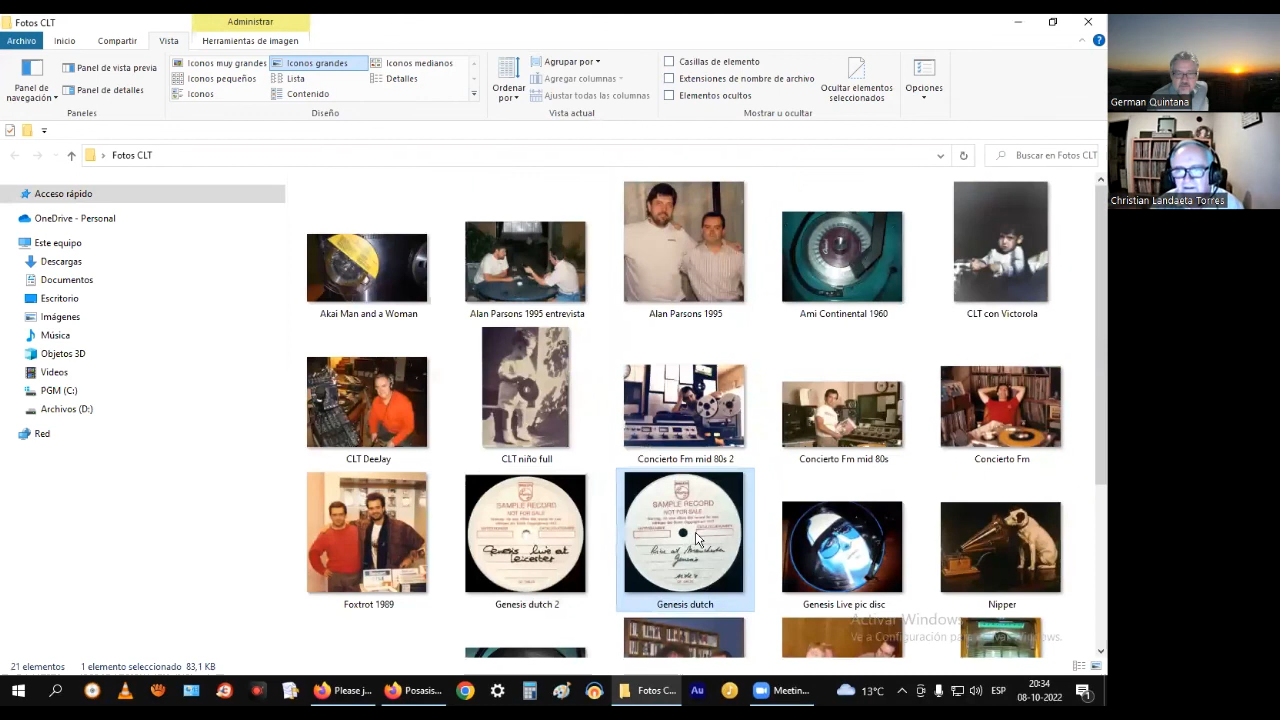 Fotos CLT
Administrar
Archivo
Inicio
Compartir
Vista
Herramientas de imagen
Panel de navegación
Panel de vista previa
Panel de detalles
Paneles
Iconos muy grandes
Iconos grandes
Iconos medianos
Iconos pequeños
Lista
Detalles
Iconos
Contenido
Diseño
Ordenar por
Agrupar por
Agregar columnas
Ajustar todas las columnas
Vista actual
Casillas de elemento
Extensiones de nombre de archivo
Elementos ocultos
Ocultar elementos seleccionados
Mostrar u ocultar
Opciones
German Quintana
Christian Landaeta Torres
Fotos CLT
Buscar en Fotos CLT
Acceso rápido
OneDrive - Personal
Este equipo
Descargas
Documentos
Escritorio
Imágenes
Música
Objetos 3D
Videos
PGM (C:)
Archivos (D:)
Red
Akai Man and a Woman
Alan Parsons 1995 entrevista
Alan Parsons 1995
Ami Continental 1960
CLT con Victorola
CLT DeeJay
CLT niño full
Concierto Fm mid 80s 2
Concierto Fm mid 80s
Concierto Fm
PHILIPS
SAMPLE RECORD
NOT FOR SALE
Genesis live at
Leicester
SAMPLE RECORD
NOT FOR SALE
Genesis
Foxtrot 1989
Genesis dutch 2
Genesis dutch
Genesis Live pic disc
Nipper
Activar Windows
Ve a Configuración para activar Windows.
21 elementos
1 elemento seleccionado 83,1 KB
Please j...
Posasis...
Fotos C...
Au
Meetin...
13°C
ESP
20:34
08-10-2022
1